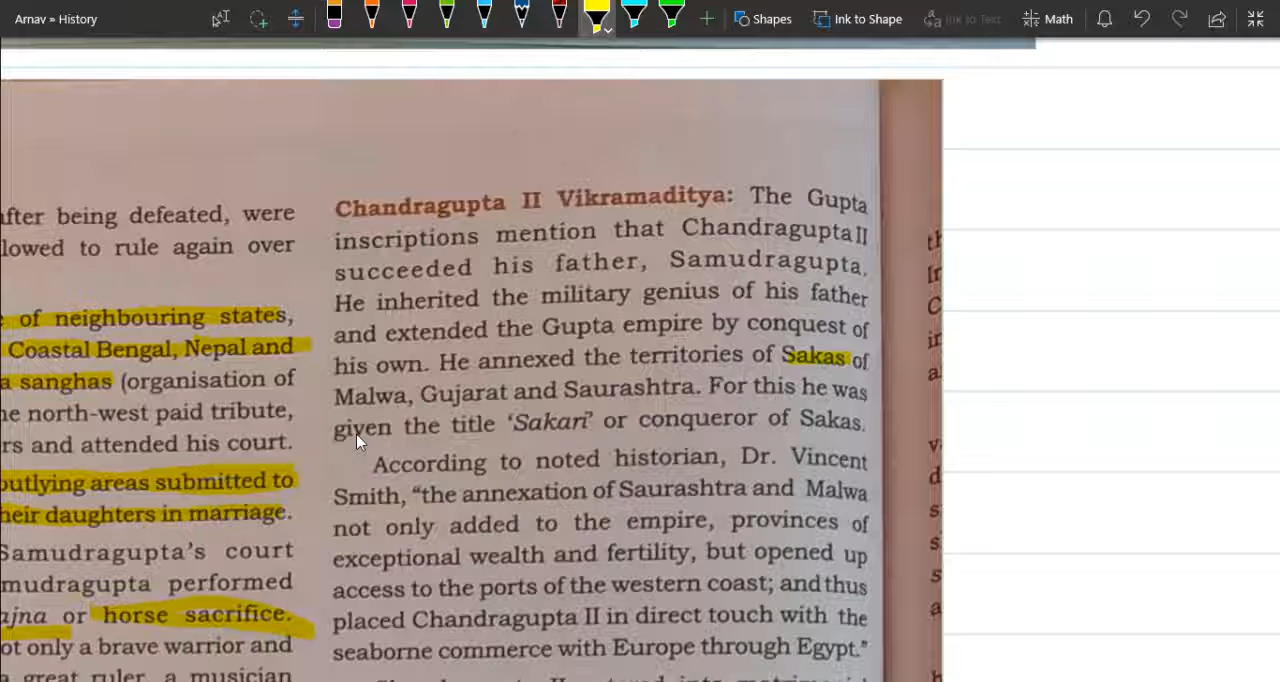 Arnav » History
Shapes
Ink to Shape
Ink to Text
Math
after being defeated, were
lowed to rule again over
of neighbouring states,
Coastal Bengal, Nepal and
a sanghas (organisation of
he north-west paid tribute,
rs and attended his court.
outlying areas submitted to
heir daughters in marriage.
Samudragupta's court
mudragupta performed
ajna or horse sacrifice.
ot only a brave warrior and
great ruler, a musician
Chandragupta II Vikramaditya: The Gupta
inscriptions mention that Chandragupta II
succeeded his father, Samudragupta.
He inherited the military genius of his father
and extended the Gupta empire by conquest of
his own. He annexed the territories of Sakas of
Malwa, Gujarat and Saurashtra. For this he was
given the title ‘Sakari’ or conqueror of Sakas.
According to noted historian, Dr. Vincent
Smith, “the annexation of Saurashtra and Malwa
not only added to the empire, provinces of
exceptional wealth and fertility, but opened up
access to the ports of the western coast; and thus
placed Chandragupta II in direct touch with the
seaborne commerce with Europe through Egypt.”